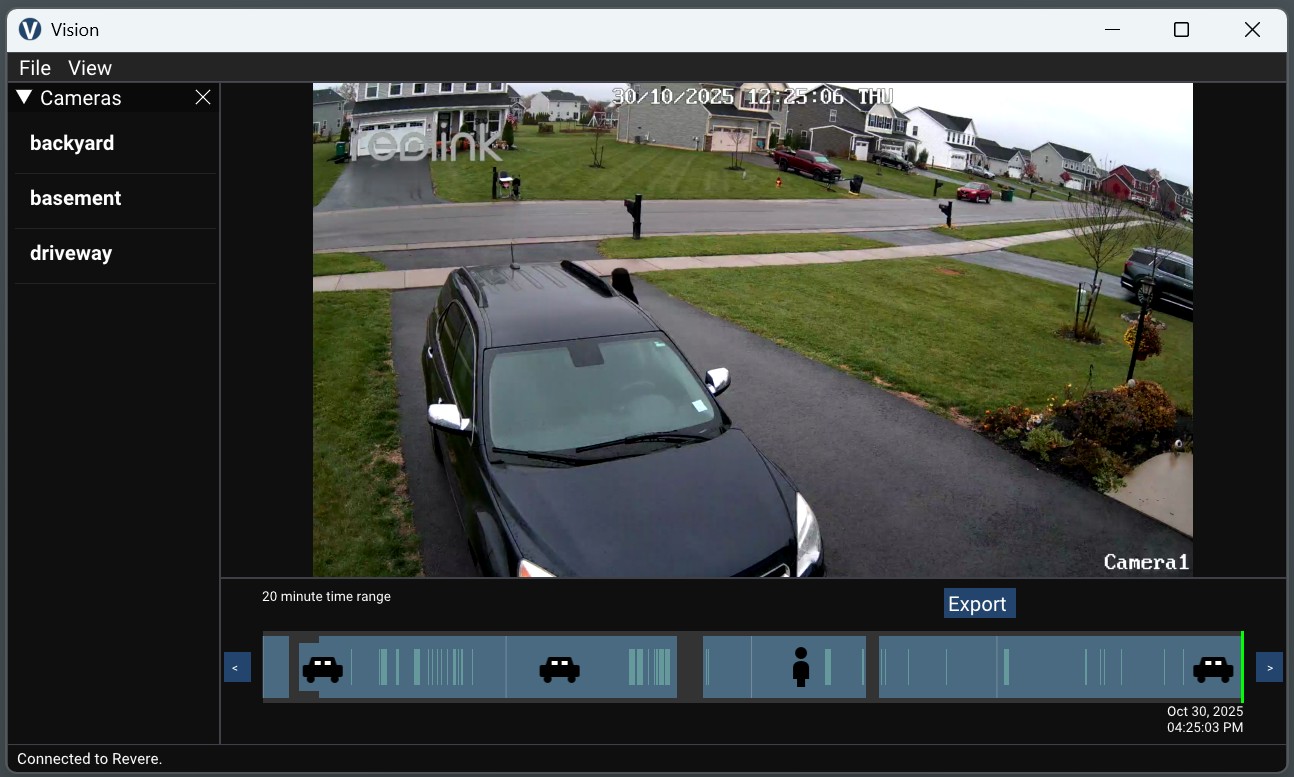 Vision
File View
Cameras
backyard
basement
driveway
30/10/2025 12:25:06 THU
reolink
Camera1
20 minute time range
Export
<
>
Oct 30, 2025
04:25:03 PM
Connected to Revere.